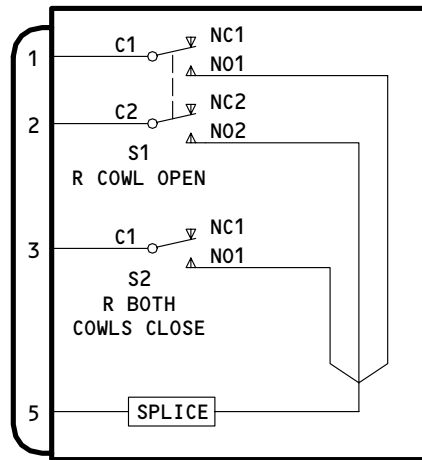 C1 NC1
1 NO1
C2 NC2
2 NO2
S1
R COWL OPEN
C1 NC1
3 NO1
S2
R BOTH
COWLS CLOSE
5 SPLICE